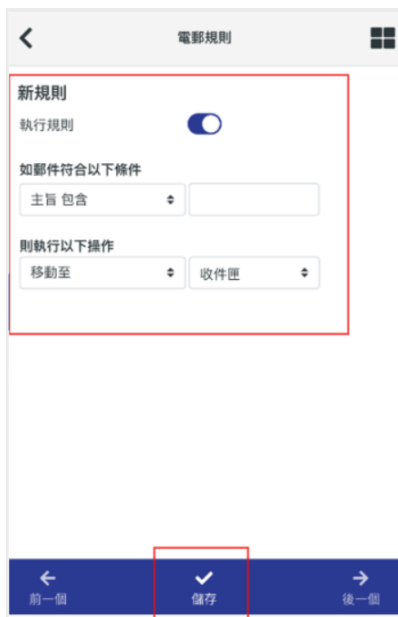 電郵規則
新規則
執行規則
如郵件符合以下條件
主旨 包含
則執行以下操作
移動至 收件匣
前一個 儲存 後一個